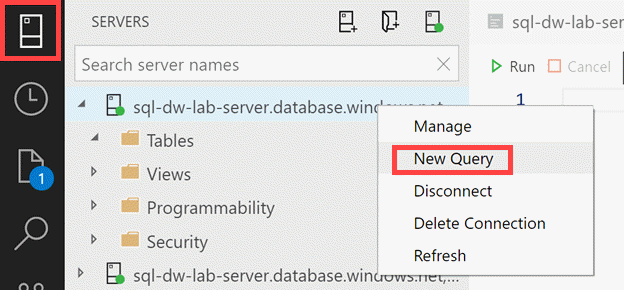 SERVERS
Search server names
sql-dw-lab-server.database.windows.net
Tables
Views
Programmability
Security
sql-dw-lab-server.database.windows.net,...
1
sql-dw-lab-ser
Run Cancel
1
Manage
New Query
Disconnect
Delete Connection
Refresh